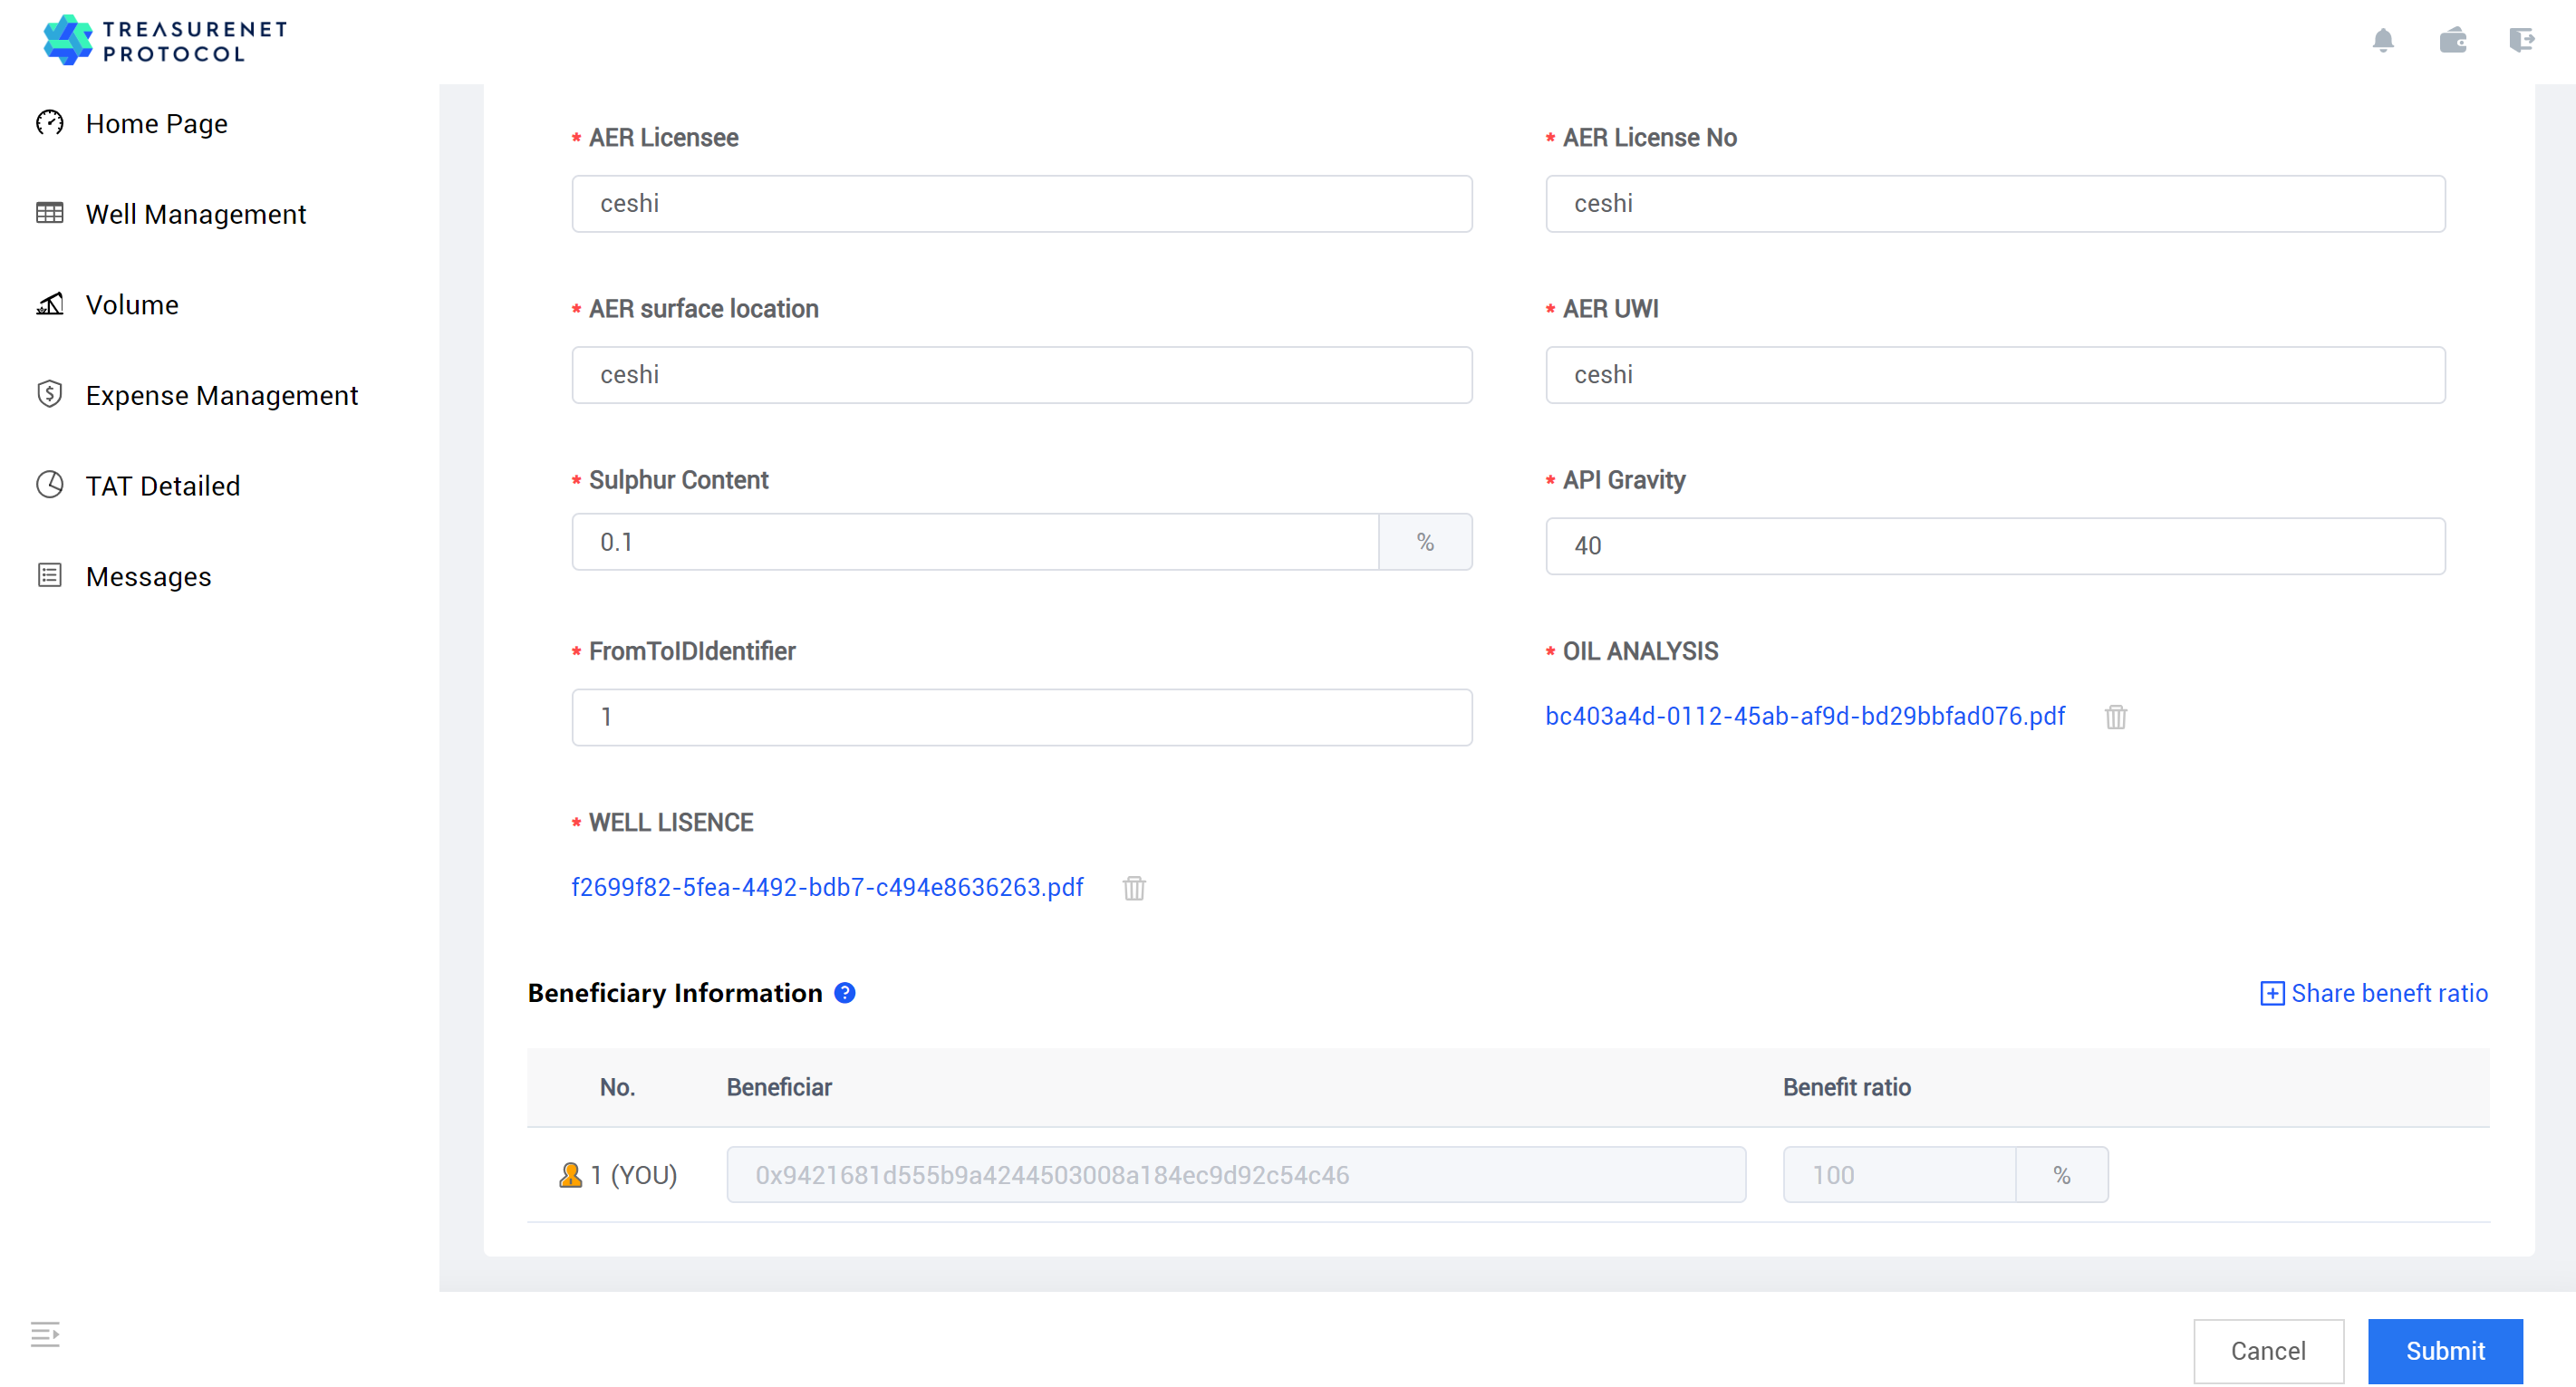 TREASURENET
PROTOCOL
Home Page
Well Management
Volume
Expense Management
TAT Detailed
Messages
* AER Licensee
ceshi
* AER License No
ceshi
* AER surface location
ceshi
* AER UWI
ceshi
* Sulphur Content
0.1 %
* API Gravity
40
* FromToIDIdentifier
1
* OIL ANALYSIS
bc403a4d-0112-45ab-af9d-bd29bbfad076.pdf
* WELL LISENCE
f2699f82-5fea-4492-bdb7-c494e8636263.pdf
Beneficiary Information ?
Share beneft ratio
No. Beneficiar Benefit ratio
1 (YOU) 0x9421681d555b9a4244503008a184ec9d92c54c46 100 %
Cancel Submit